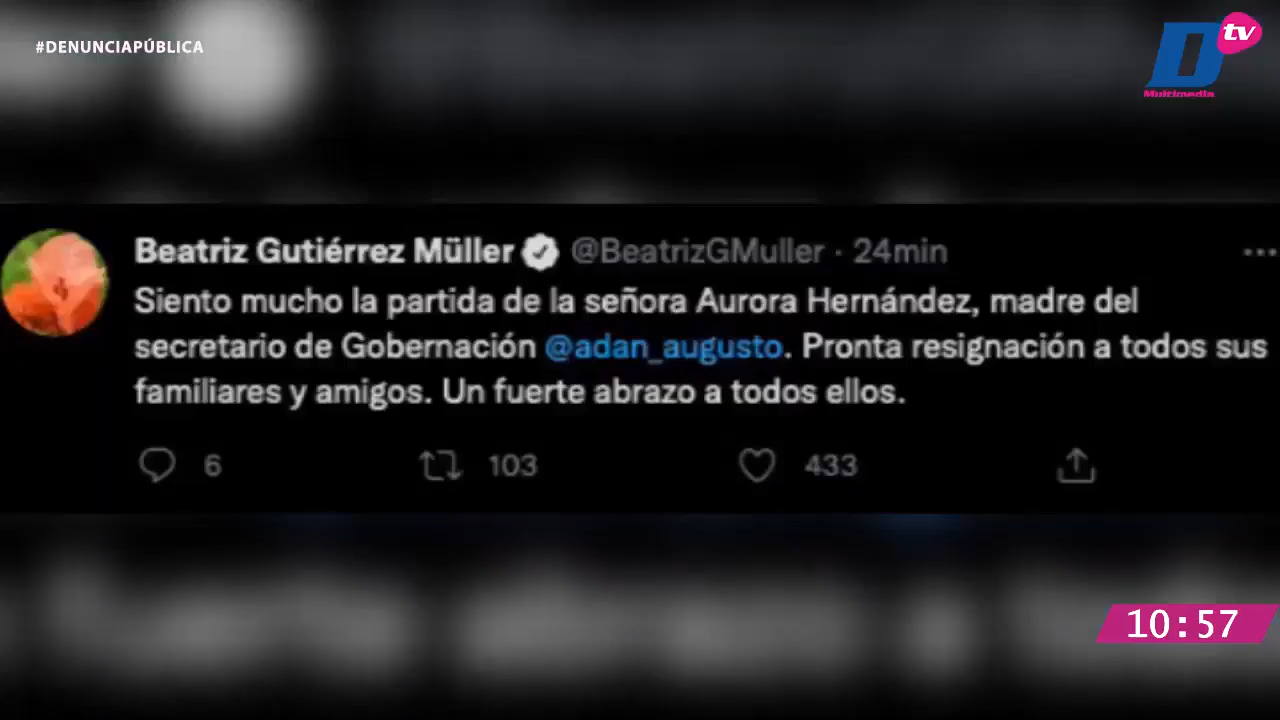 #DENUNCIAPÚBLICA
D tv
Multimedia
Beatriz Gutiérrez Müller @BeatrizGMuller · 24min
Siento mucho la partida de la señora Aurora Hernández, madre del
secretario de Gobernación @adan_augusto. Pronta resignación a todos sus
familiares y amigos. Un fuerte abrazo a todos ellos.
6 103 433
10:57